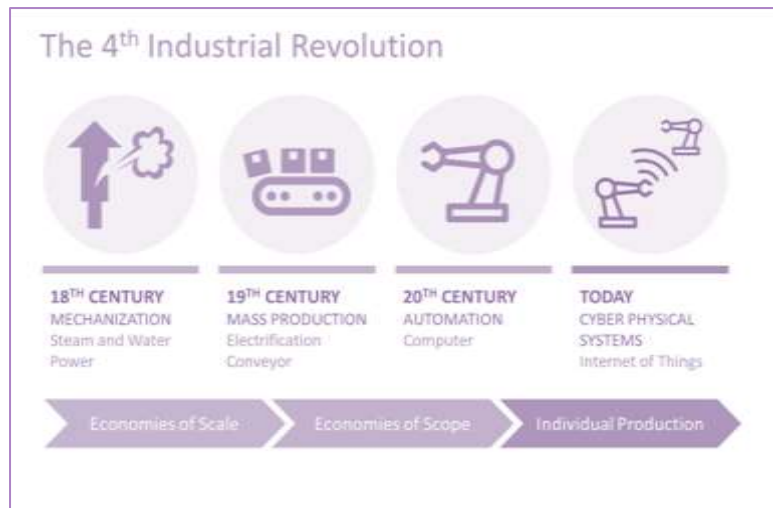 The 4th Industrial Revolution
18TH CENTURY
MECHANIZATION
Steam and Water
Power
19TH CENTURY
MASS PRODUCTION
Electrification
Conveyor
20TH CENTURY
AUTOMATION
Computer
TODAY
CYBER PHYSICAL
SYSTEMS
Internet of Things
Economies of Scale
Economies of Scope
Individual Production